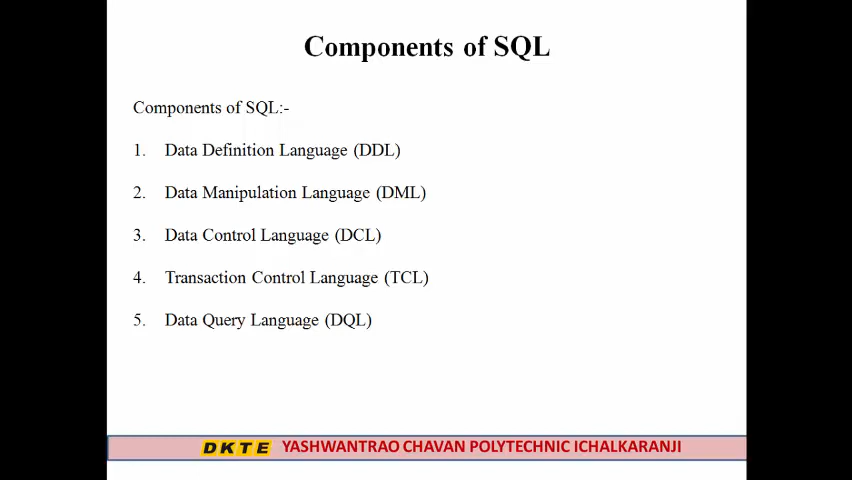 Components of SQL
Components of SQL:-
1. Data Definition Language (DDL)
2. Data Manipulation Language (DML)
3. Data Control Language (DCL)
4. Transaction Control Language (TCL)
5. Data Query Language (DQL)
DKTE YASHWANTRAO CHAVAN POLYTECHNIC ICHALKARANJI